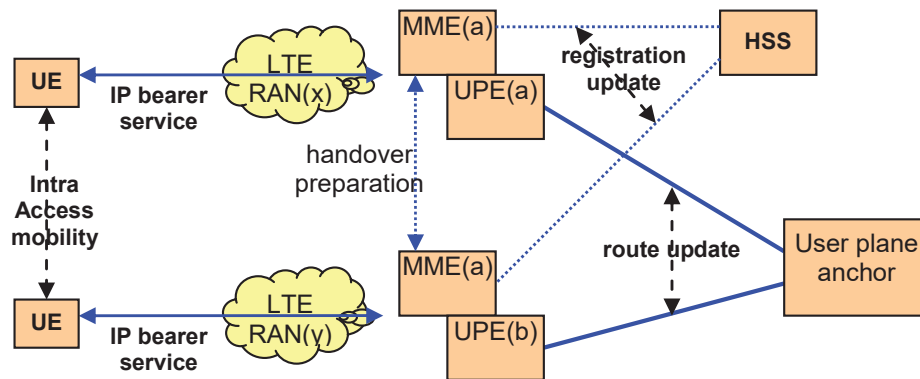 MME(a)
HSS
LTE
RAN(x)
UE
registration
update
IP bearer
service
UPE(a)
handover
preparation
Intra
Access
mobility
route update
User plane
anchor
MME(a)
LTE
RAN(y)
UE
IP bearer
service
UPE(b)